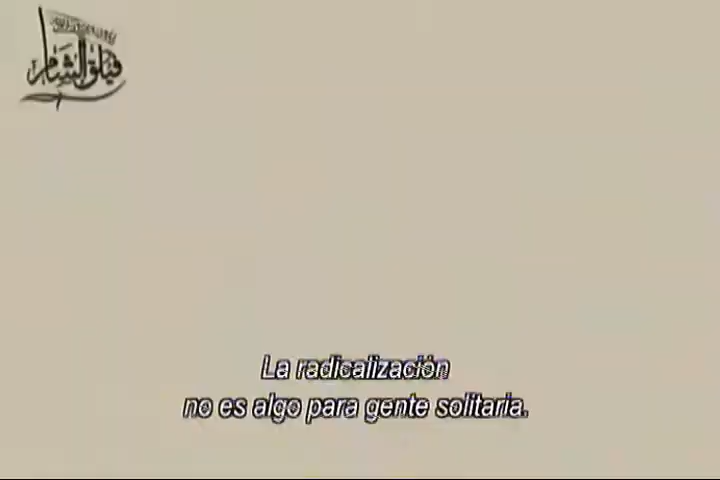 فيلق الشام
La radicalización
no es algo para gente solitaria.